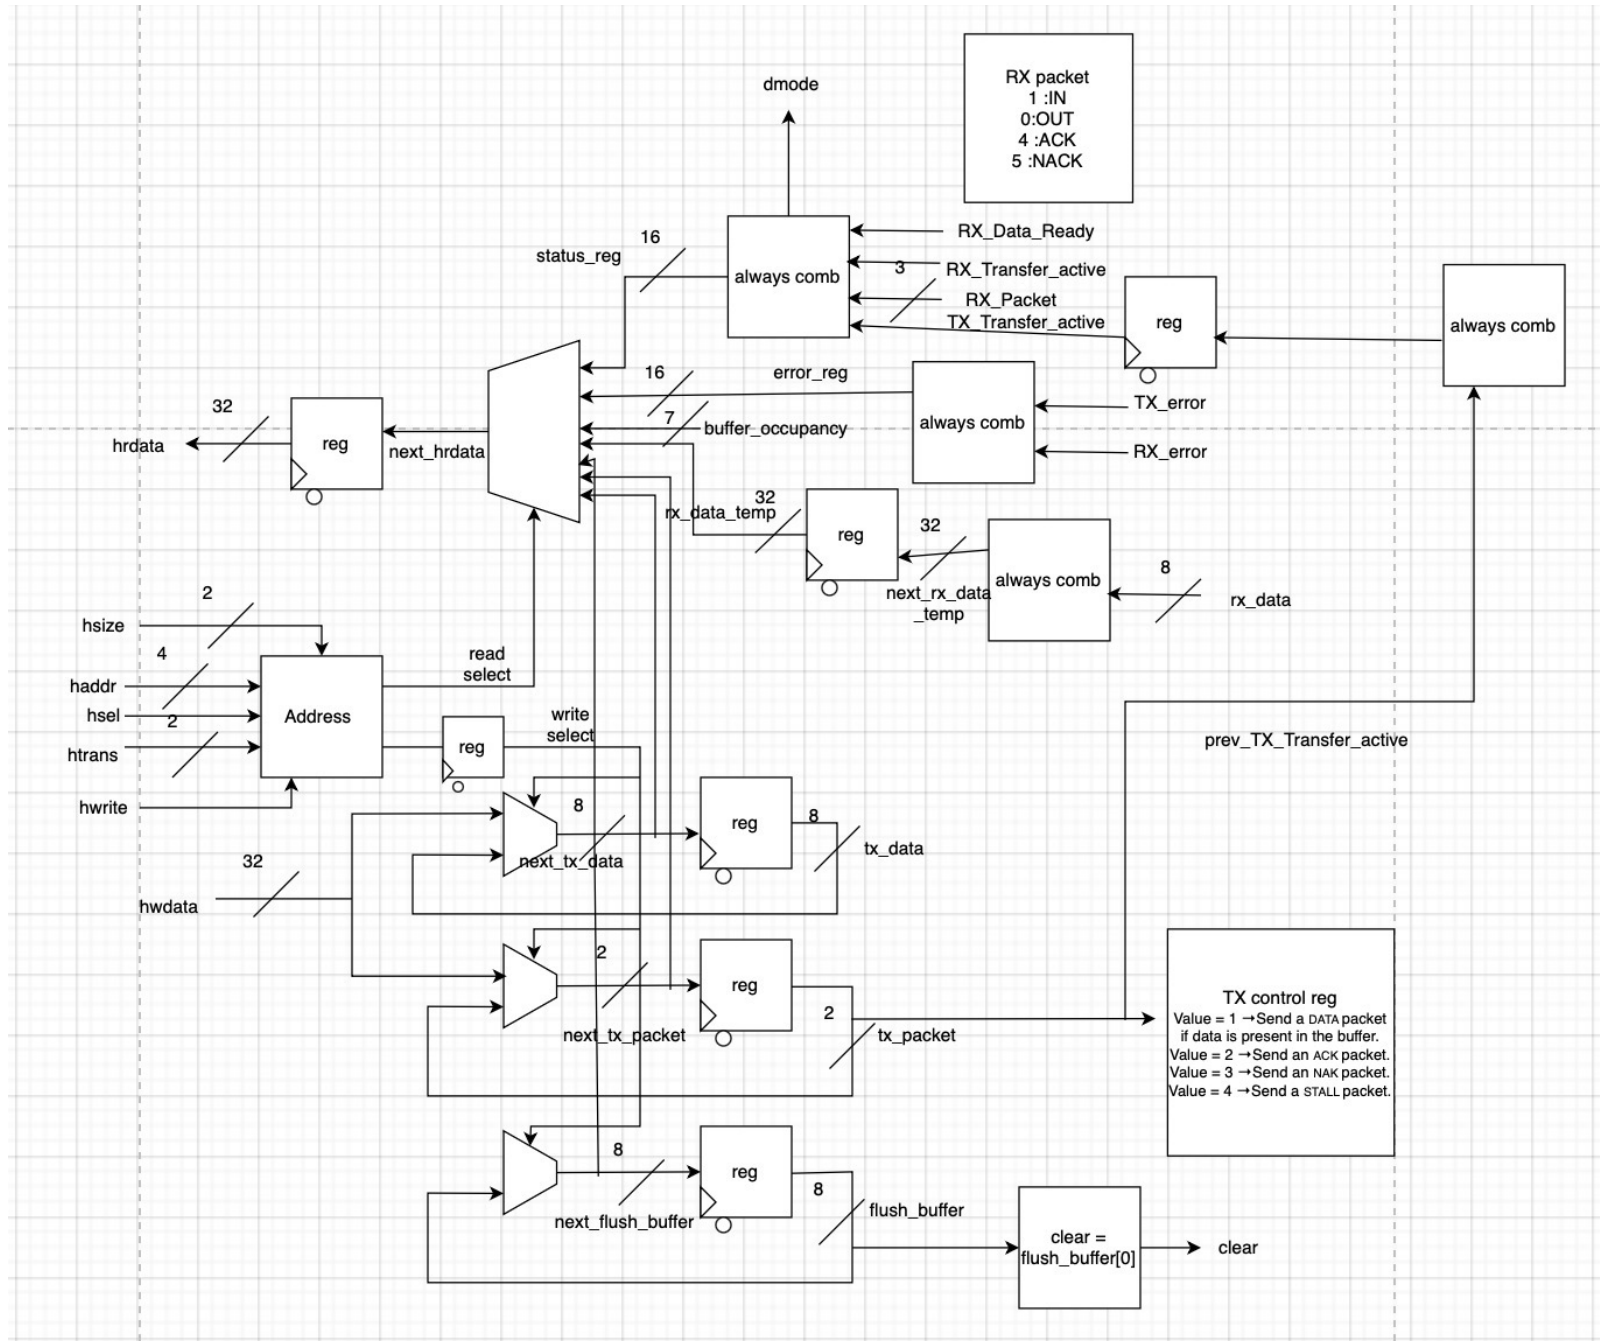 RX packet
1 :IN
0:OUT
4 :ACK
5 :NACK
dmode
16
status_reg
always comb
RX_Data_Ready
3
RX_Transfer_active
RX_Packet
TX_Transfer_active
reg
always comb
16
error_reg
always comb
TX_error
RX_error
7
buffer_occupancy
32
hrdata
reg
next_hrdata
32
rx_data_temp
reg
32
next_rx_data
_temp
always comb
8
rx_data
2
hsize
4
haddr
hsel
2
htrans
hwrite
Address
read
select
reg
write
select
prev_TX_Transfer_active
8
next_tx_data
reg
8
tx_data
32
hwdata
2
next_tx_packet
reg
2
tx_packet
TX control reg
Value = 1 →Send a DATA packet
if data is present in the buffer.
Value = 2 →Send an ACK packet.
Value = 3 →Send an NAK packet.
Value = 4 →Send a STALL packet.
8
next_flush_buffer
reg
8
flush_buffer
clear =
flush_buffer[0]
clear